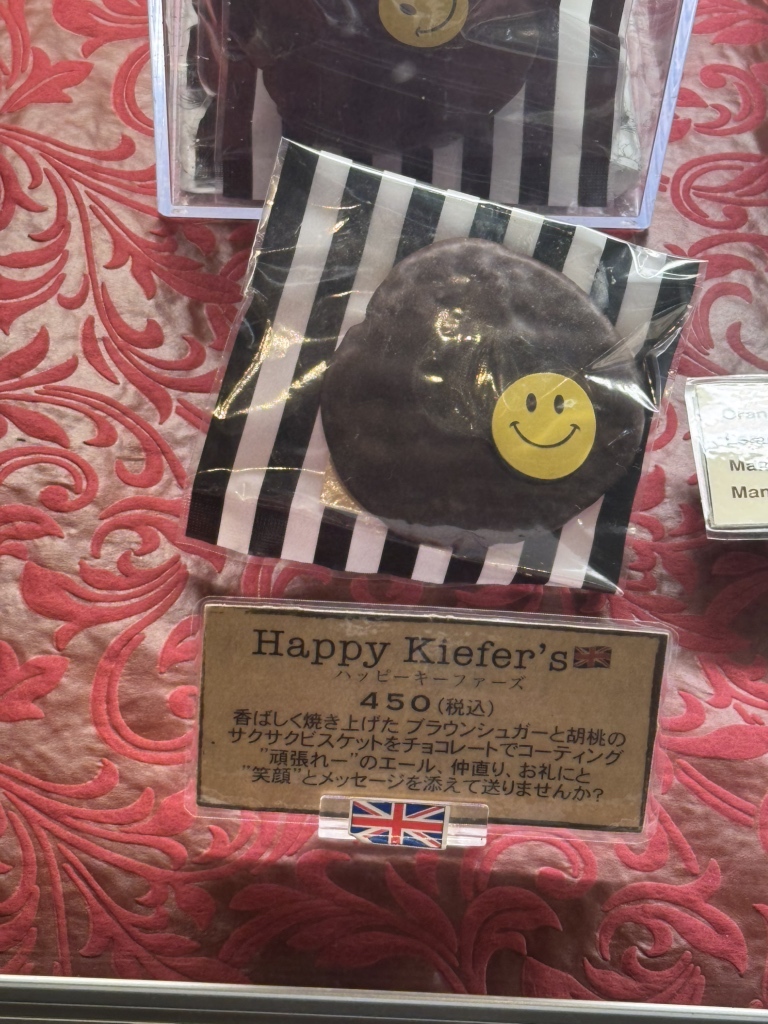 Happy Kiefer's
ハッピーキーファーズ
450(税込)
香ばしく焼き上げた ブラウンシュガーと胡桃の
サクサクビスケットをチョコレートでコーティング
"頑張れー"のエール、仲直り、お礼にと
"笑顔"とメッセージを添えて送りませんか?
Oran
Ma
Man